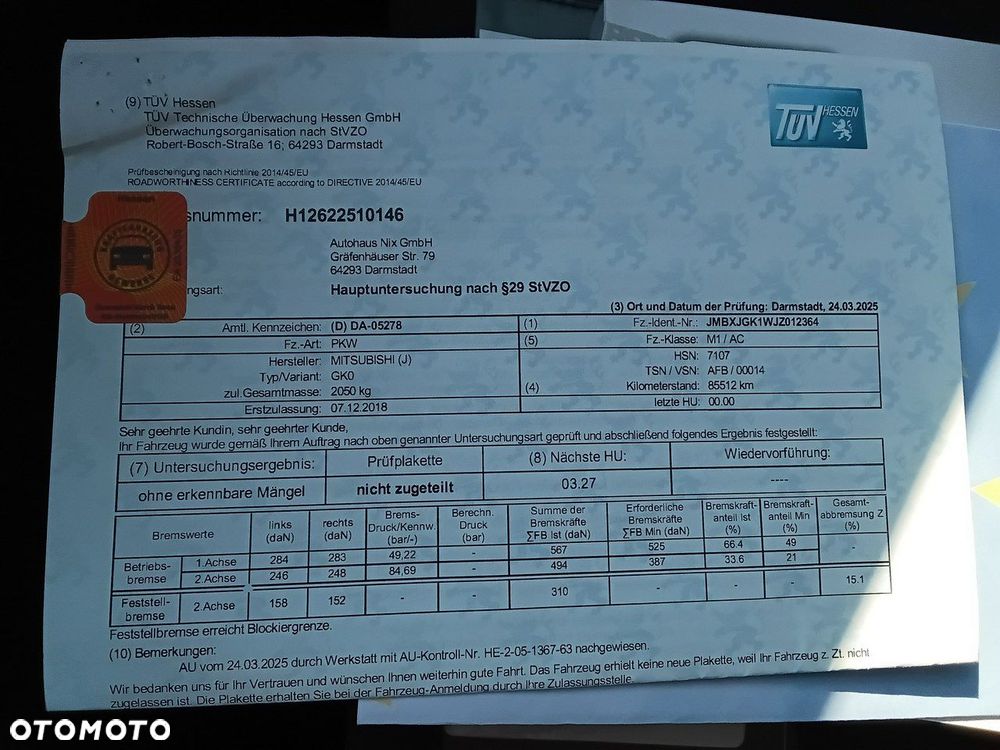 (9) TÜV Hessen
TÜV Technische Überwachung Hessen GmbH
Überwachungsorganisation nach StVZO
Robert-Bosch-Straße 16; 64293 Darmstadt
TÜV HESSEN
Prüfbescheinigung nach Richtlinie 2014/45/EU
ROADWORTHINESS CERTIFICATE according to DIRECTIVE 2014/45/EU
snummer: H12622510146
Autohaus Nix GmbH
Gräfenhäuser Str. 79
64293 Darmstadt
ngsart: Hauptuntersuchung nach §29 StVZO
(3) Ort und Datum der Prüfung: Darmstadt, 24.03.2025
(2) Amtl. Kennzeichen: (D) DA-05278 (1) Fz.-Ident.-Nr.: JMBXJGK1WJZ012364
Fz.-Art: PKW (5) Fz.-Klasse: M1 / AC
Hersteller: MITSUBISHI (J) HSN: 7107
Typ/Variant: GK0 TSN / VSN: AFB / 00014
zul.Gesamtmasse: 2050 kg (4) Kilometerstand: 85512 km
Erstzulassung: 07.12.2018 letzte HU: 00.00
Sehr geehrte Kundin, sehr geehrter Kunde,
Ihr Fahrzeug wurde gemäß Ihrem Auftrag nach oben genannter Untersuchungsart geprüft und abschließend folgendes Ergebnis festgestellt:
(7) Untersuchungsergebnis: Prüfplakette (8) Nächste HU: Wiedervorführung:
ohne erkennbare Mängel nicht zugeteilt 03.27 ----
Bremswerte links (daN) rechts (daN) Brems-Druck/Kennw. (bar/-) Berechn. Druck (bar) Summe der Bremskräfte ∑FB Ist (daN) Erforderliche Bremskräfte ∑FB Min (daN) Bremskraft-anteil Ist (%) Bremskraft-anteil Min (%) Gesamt-abbremsung Z (%)
Betriebs-bremse 1.Achse 284 283 49,22 - 567 525 66.4 49 -
2.Achse 246 248 84,69 - 494 387 33.6 21
Feststell-bremse 2.Achse 158 152 - - 310 - - - 15.1
Feststellbremse erreicht Blockiergrenze.
(10) Bemerkungen:
AU vom 24.03.2025 durch Werkstatt mit AU-Kontroll-Nr. HE-2-05-1367-63 nachgewiesen.
Wir bedanken uns für Ihr Vertrauen und wünschen Ihnen weiterhin gute Fahrt. Das Fahrzeug erhielt keine neue Plakette, weil Ihr Fahrzeug z. Zt. nicht
zugelassen ist. Die Plakette erhalten Sie bei der Fahrzeug-Anmeldung durch Ihre Zulassungsstelle.
OTOMOTO